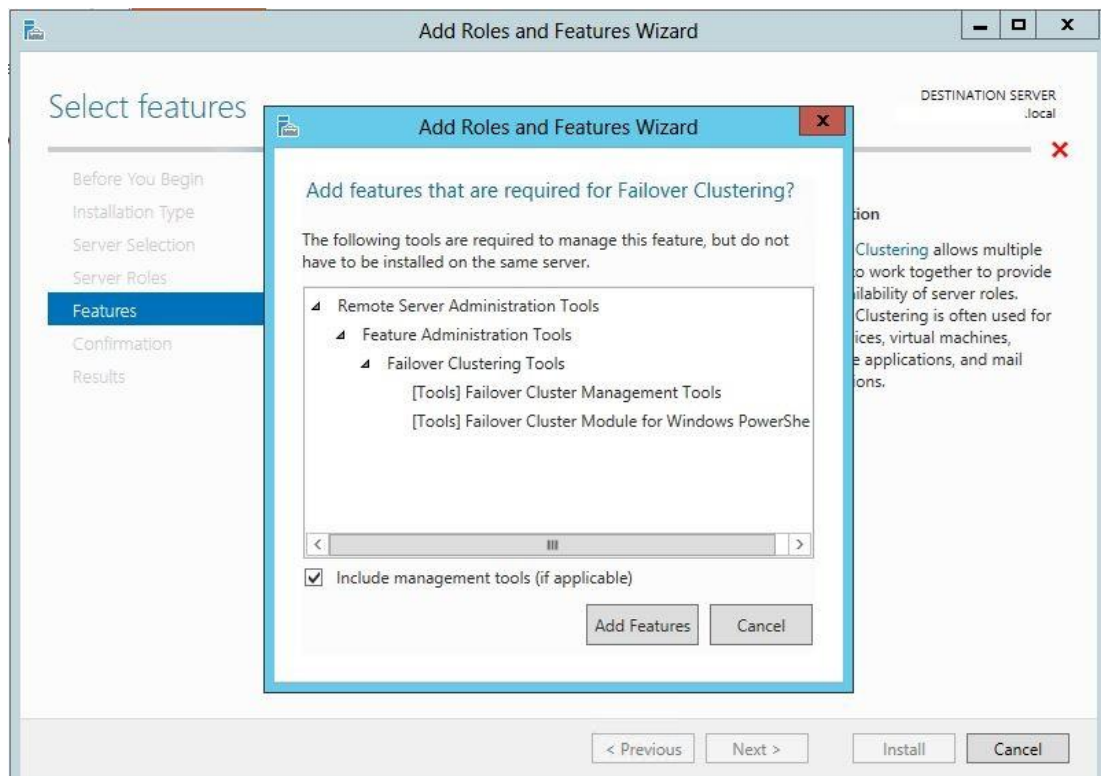 Add Roles and Features Wizard
Select features
DESTINATION SERVER
.local
Before You Begin
Installation Type
Server Selection
Server Roles
Features
Confirmation
Results
Add Roles and Features Wizard
Add features that are required for Failover Clustering?
The following tools are required to manage this feature, but do not
have to be installed on the same server.
Remote Server Administration Tools
Feature Administration Tools
Failover Clustering Tools
[Tools] Failover Cluster Management Tools
[Tools] Failover Cluster Module for Windows PowerShe
Include management tools (if applicable)
Add Features
Cancel
Clustering allows multiple
to work together to provide
ilability of server roles.
Clustering is often used for
ices, virtual machines,
applications, and mail
ions.
< Previous
Next >
Install
Cancel